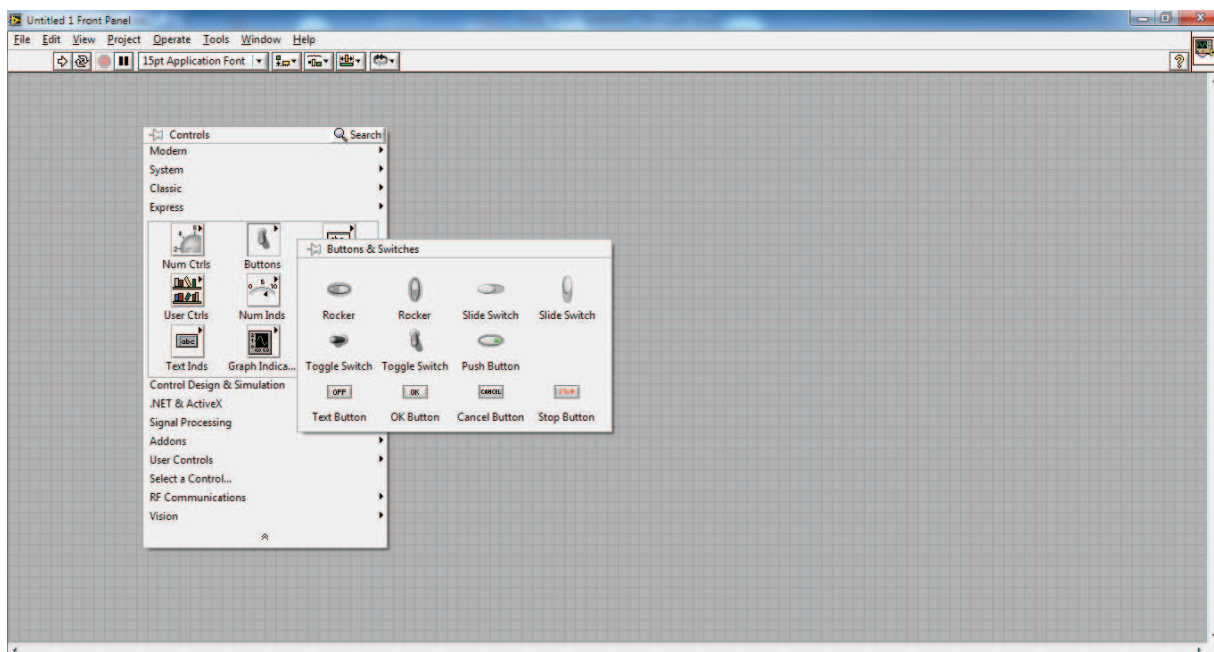 Untitled 1 Front Panel
File Edit View Project Operate Tools Window Help
15pt Application Font
Controls Search
Modern
System
Classic
Express
Num Ctrls Buttons
User Ctrls Num Inds
Text Inds Graph Indica...
Control Design & Simulation
.NET & ActiveX
Signal Processing
Addons
User Controls
Select a Control...
RF Communications
Vision
Buttons & Switches
Rocker Rocker Slide Switch Slide Switch
Toggle Switch Toggle Switch Push Button
OFF OK CANCEL STOP
Text Button OK Button Cancel Button Stop Button